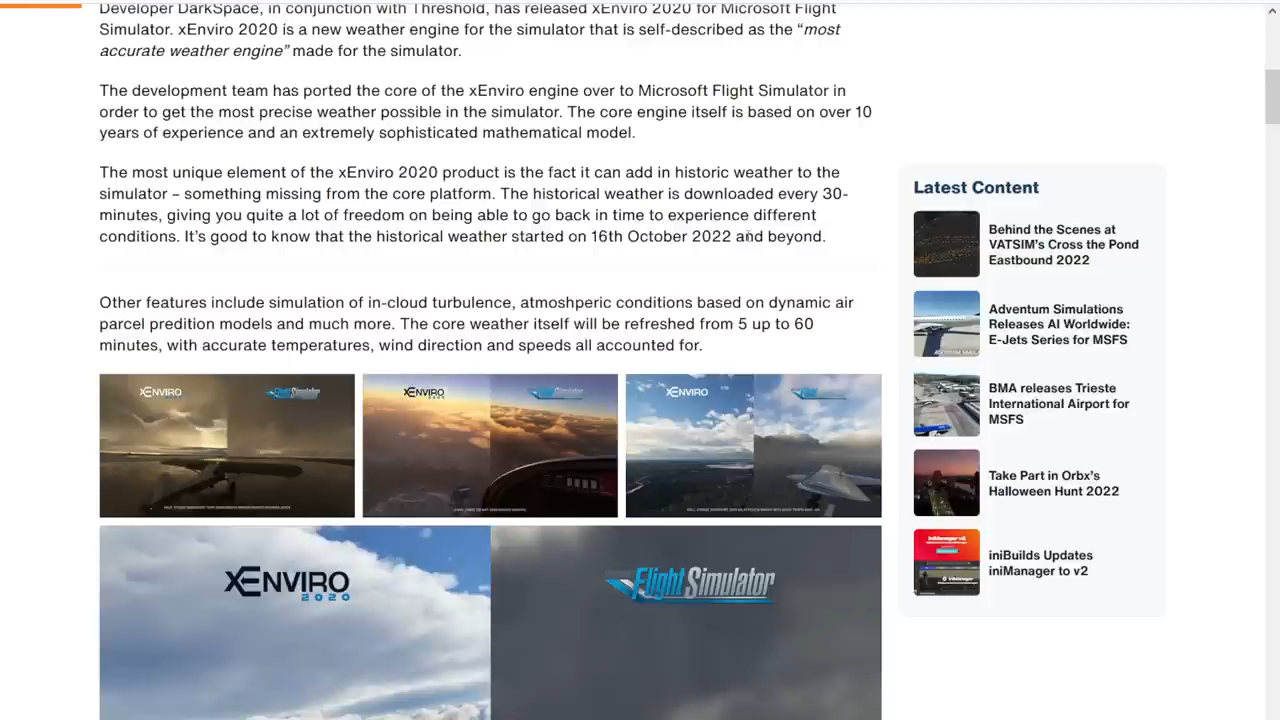 Developer DarkSpace, in conjunction with Threshold, has released xEnviro 2020 for Microsoft Flight
Simulator. xEnviro 2020 is a new weather engine for the simulator that is self-described as the “most
accurate weather engine” made for the simulator.
The development team has ported the core of the xEnviro engine over to Microsoft Flight Simulator in
order to get the most precise weather possible in the simulator. The core engine itself is based on over 10
years of experience and an extremely sophisticated mathematical model.
The most unique element of the xEnviro 2020 product is the fact it can add in historic weather to the
simulator – something missing from the core platform. The historical weather is downloaded every 30-
minutes, giving you quite a lot of freedom on being able to go back in time to experience different
conditions. It’s good to know that the historical weather started on 16th October 2022 and beyond.
Other features include simulation of in-cloud turbulence, atmoshperic conditions based on dynamic air
parcel predition models and much more. The core weather itself will be refreshed from 5 up to 60
minutes, with accurate temperatures, wind direction and speeds all accounted for.
XENVIRO
FlightSimulator
XENVIRO
2020
FlightSimulator
XENVIRO
FlightSimulator
XENVIRO
2020
FlightSimulator
Latest Content
Behind the Scenes at
VATSIM’s Cross the Pond
Eastbound 2022
Adventum Simulations
Releases AI Worldwide:
E-Jets Series for MSFS
BMA releases Trieste
International Airport for
MSFS
Take Part in Orbx’s
Halloween Hunt 2022
iniBuilds Updates
iniManager to v2